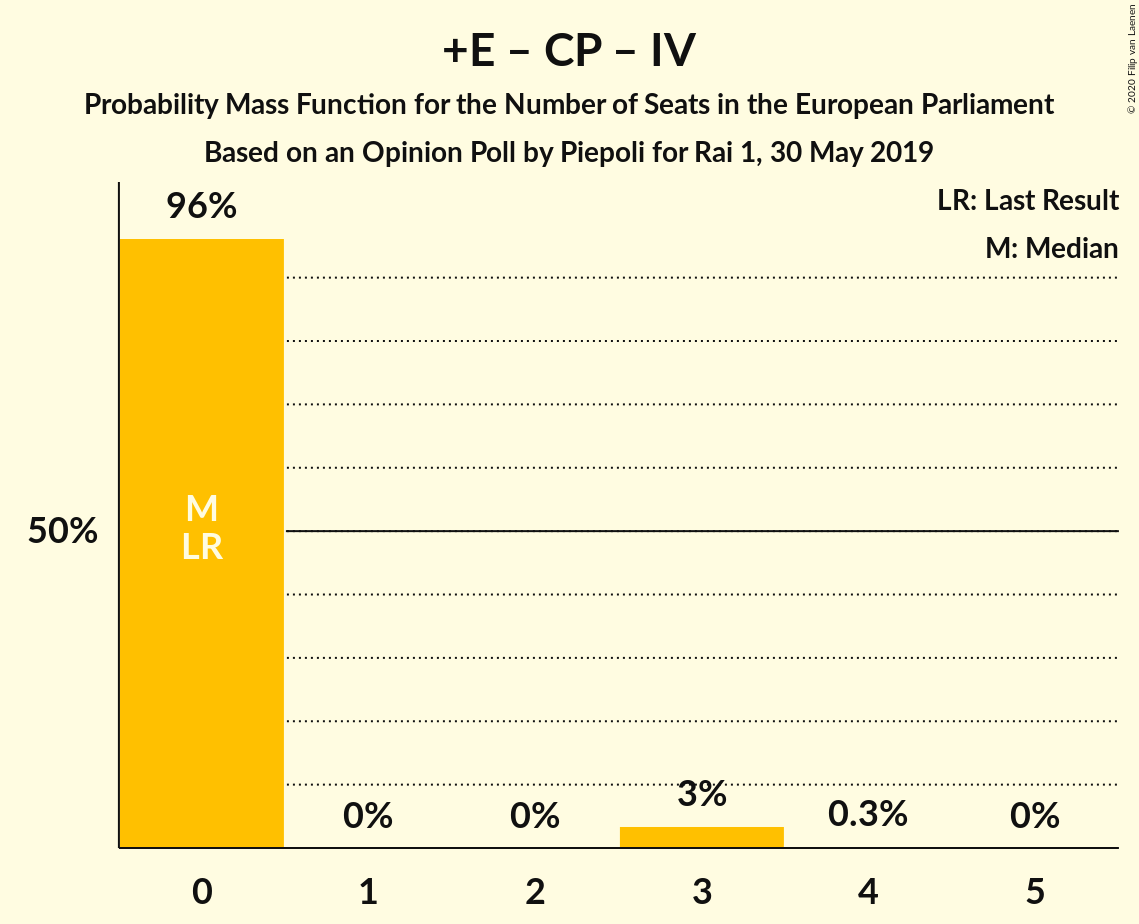 +E – CP – IV
Probability Mass Function for the Number of Seats in the European Parliament
Based on an Opinion Poll by Piepoli for Rai 1, 30 May 2019
© 2020 Filip van Laenen
LR: Last Result
M: Median
96%
50%
M
LR
0%
0%
3%
0.3%
0%
0
1
2
3
4
5